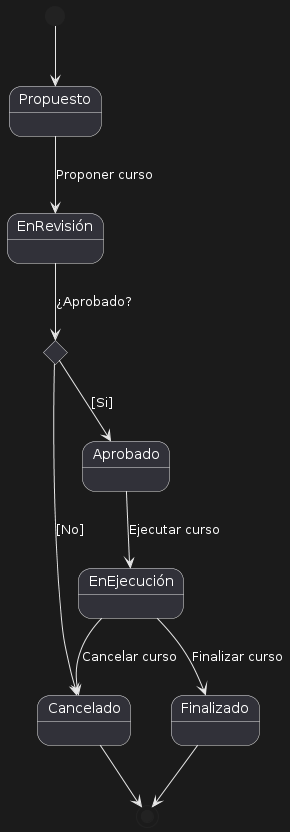 Propuesto
Proponer curso
EnRevisión
¿Aprobado?
[Si]
Aprobado
[No]
Ejecutar curso
EnEjecución
Cancelar curso
Finalizar curso
Cancelado
Finalizado